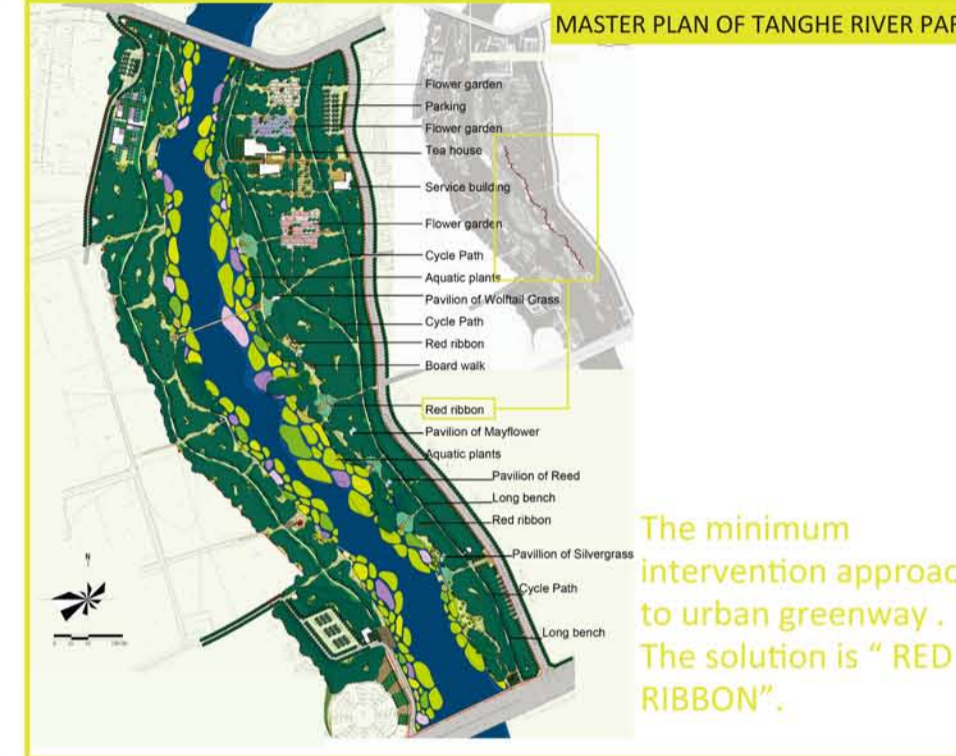 MASTER PLAN OF TANGHE RIVER PAR
Flower garden
Parking
Flower garden
Tea house
Service building
Flower garden
Cycle Path
Aquatic plants
Pavilion of Wolftail Grass
Cycle Path
Red ribbon
Board walk
Red ribbon
Pavilion of Mayflower
Aquatic plants
Pavilion of Reed
Long bench
Red ribbon
Pavillion of Silvergrass
Cycle Path
Long bench
N
The minimum
intervention approac
to urban greenway .
The solution is “ RED
RIBBON”.